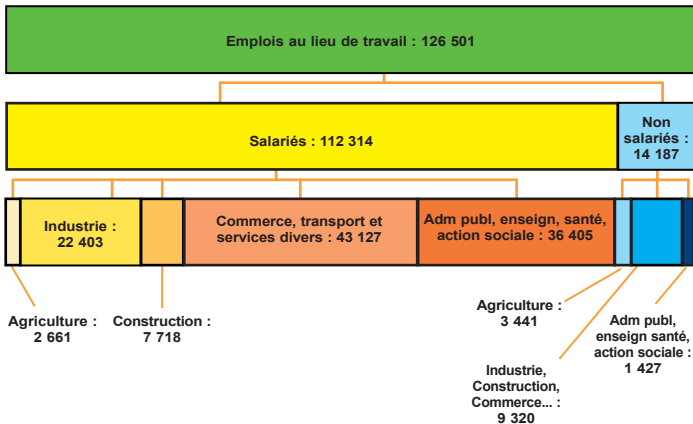 Emplois au lieu de travail : 126 501
Salariés : 112 314
Non
salariés :
14 187
Industrie :
22 403
Commerce, transport et
services divers : 43 127
Adm publ, enseign, santé,
action sociale : 36 405
Agriculture :
2 661
Construction :
7 718
Agriculture :
3 441
Industrie,
Construction,
Commerce... :
9 320
Adm publ,
enseign santé,
action sociale :
1 427